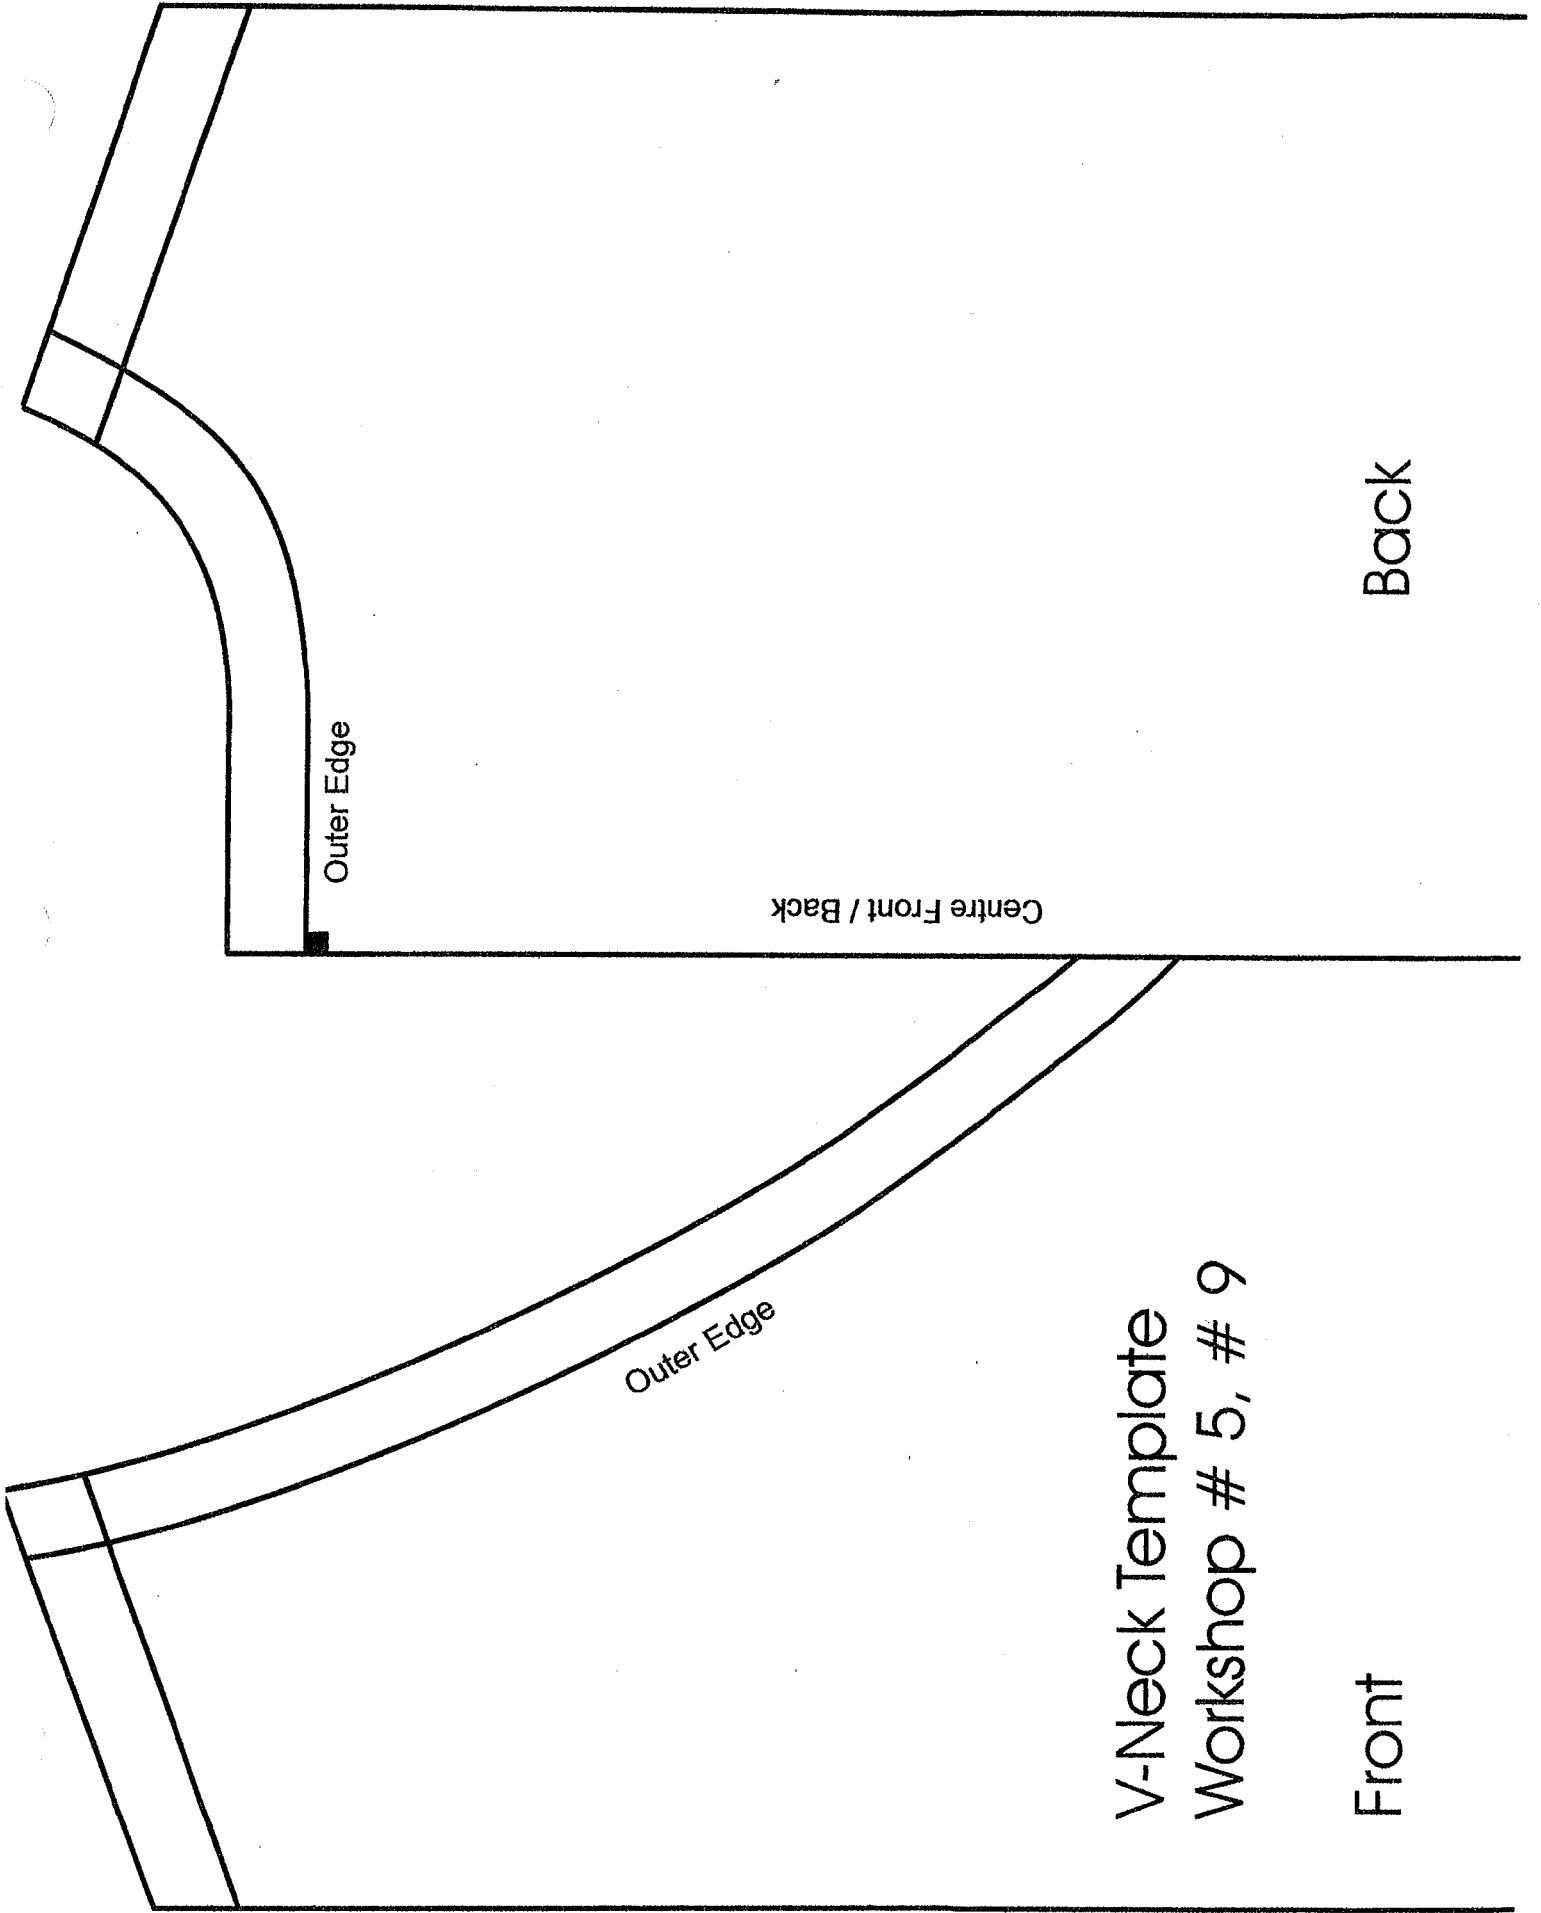 V-Neck Template
Workshop # 5, # 9
Front
Outer Edge
Centre Front / Back
Outer Edge
Back